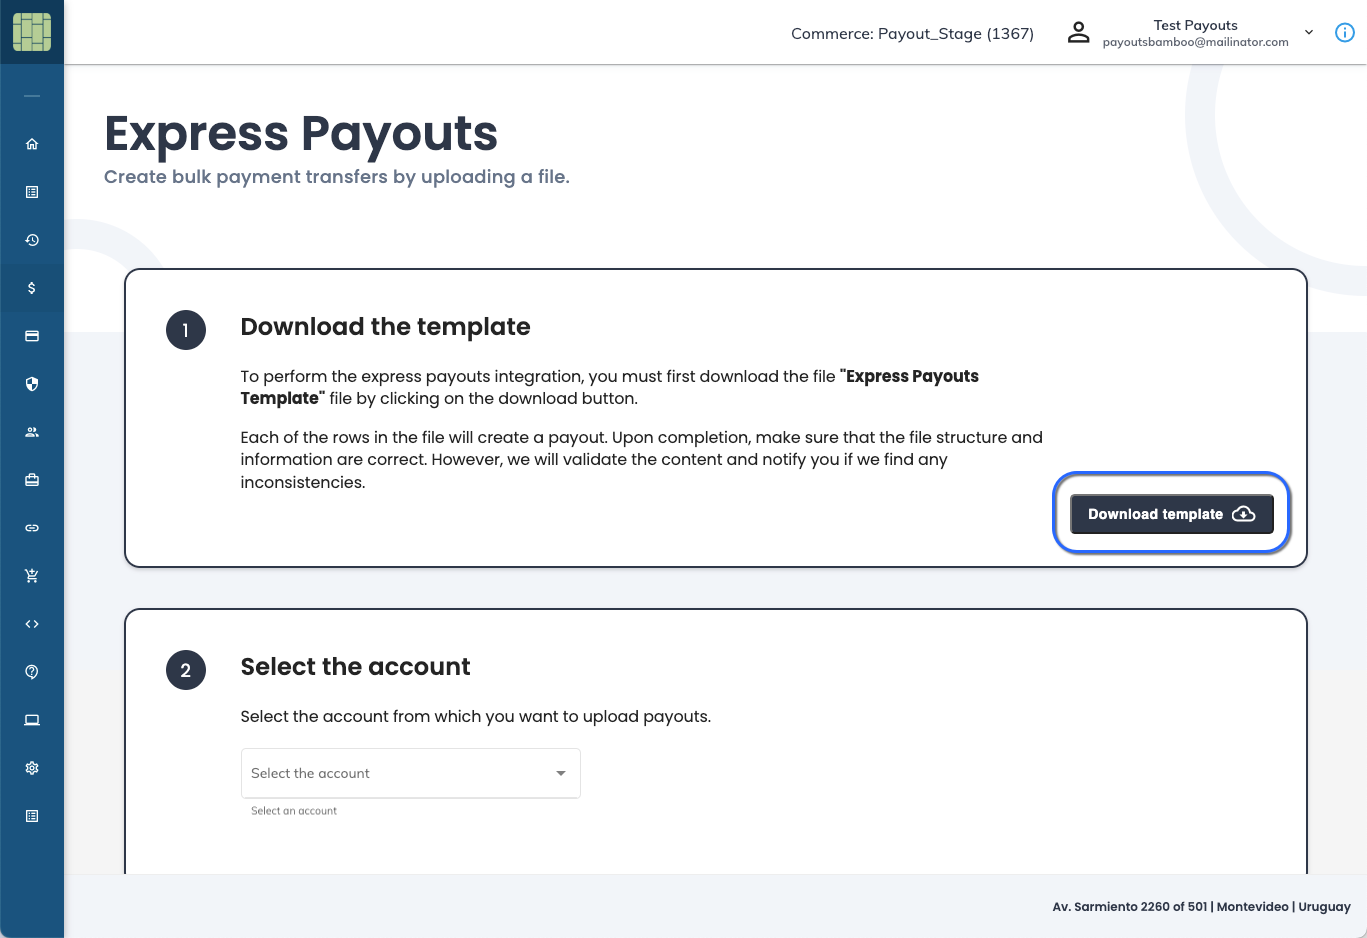 Commerce: Payout_Stage (1367)
Test Payouts
payoutsbamboo@mailinator.com
Express Payouts
Create bulk payment transfers by uploading a file.
1
Download the template
To perform the express payouts integration, you must first download the file "Express Payouts
Template" file by clicking on the download button.
Each of the rows in the file will create a payout. Upon completion, make sure that the file structure and
information are correct. However, we will validate the content and notify you if we find any
inconsistencies.
Download template
2
Select the account
Select the account from which you want to upload payouts.
Select the account
Select an account
Av. Sarmiento 2260 of 501 | Montevideo | Uruguay